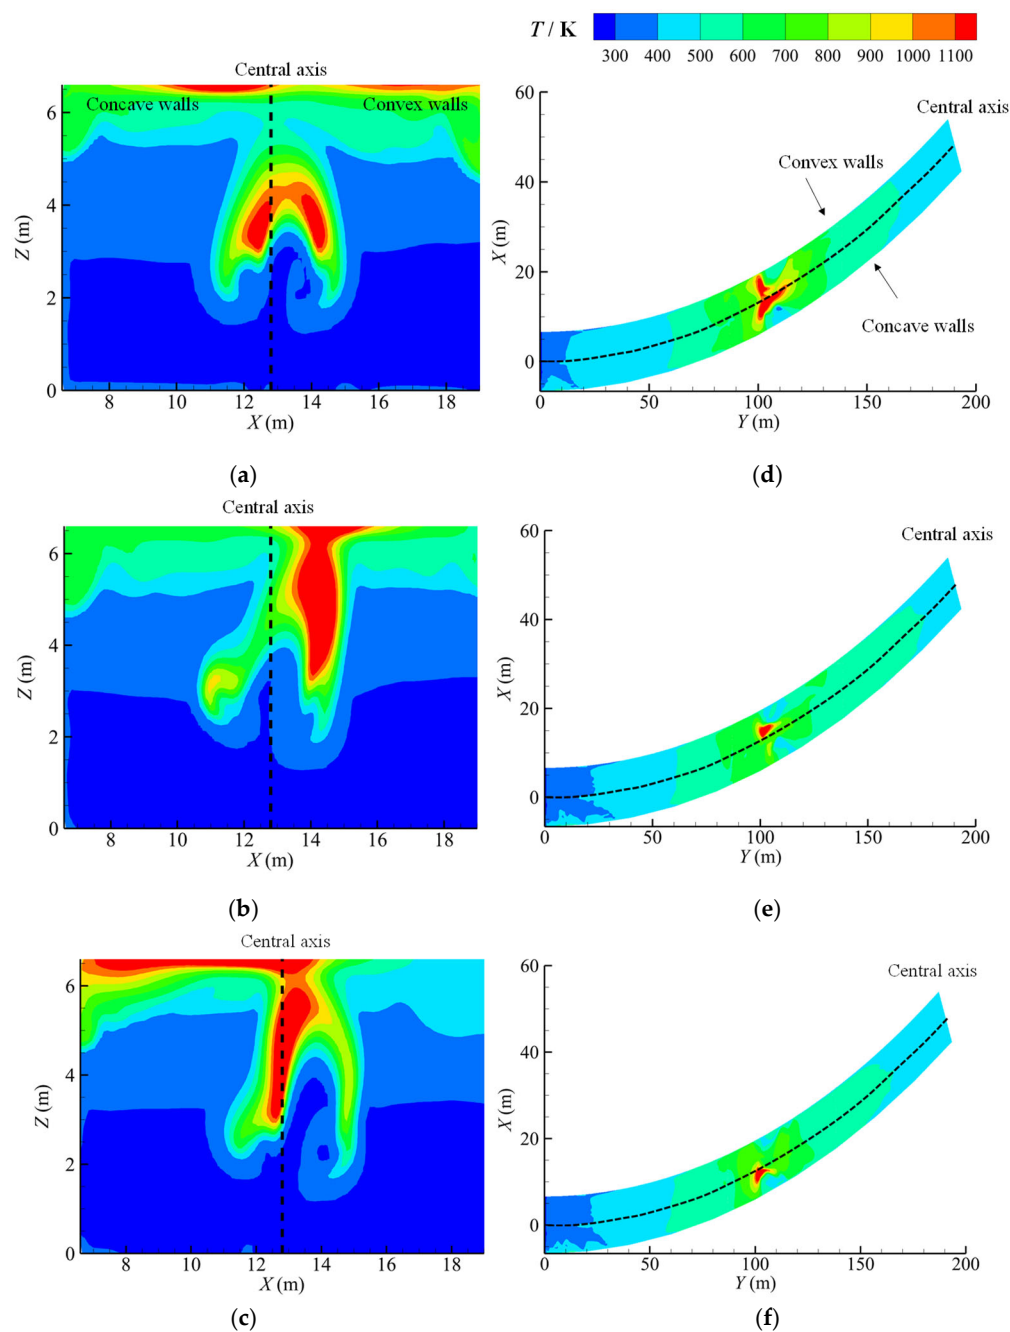 T / K
300 400 500 600 700 800 900 1000 1100
Central axis
Concave walls
Convex walls
6
4
2
0
Z (m)
8 10 12 14 16 18
X (m)
(a)
60
40
20
0
X (m)
Central axis
Convex walls
Concave walls
0 50 100 150 200
Y (m)
(d)
Central axis
6
4
2
0
Z (m)
8 10 12 14 16 18
X (m)
(b)
60
40
20
0
X (m)
Central axis
0 50 100 150 200
Y (m)
(e)
Central axis
6
4
2
0
Z (m)
8 10 12 14 16 18
X (m)
(c)
60
40
20
0
X (m)
Central axis
0 50 100 150 200
Y (m)
(f)